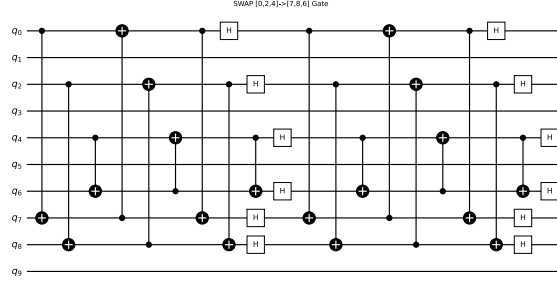 SWAP [0,2,4]->[7,8,6] Gate
q0 H H
q1
q2 H H
q3
q4 H H
q5
q6 H H
q7 H H
q8 H H
q9